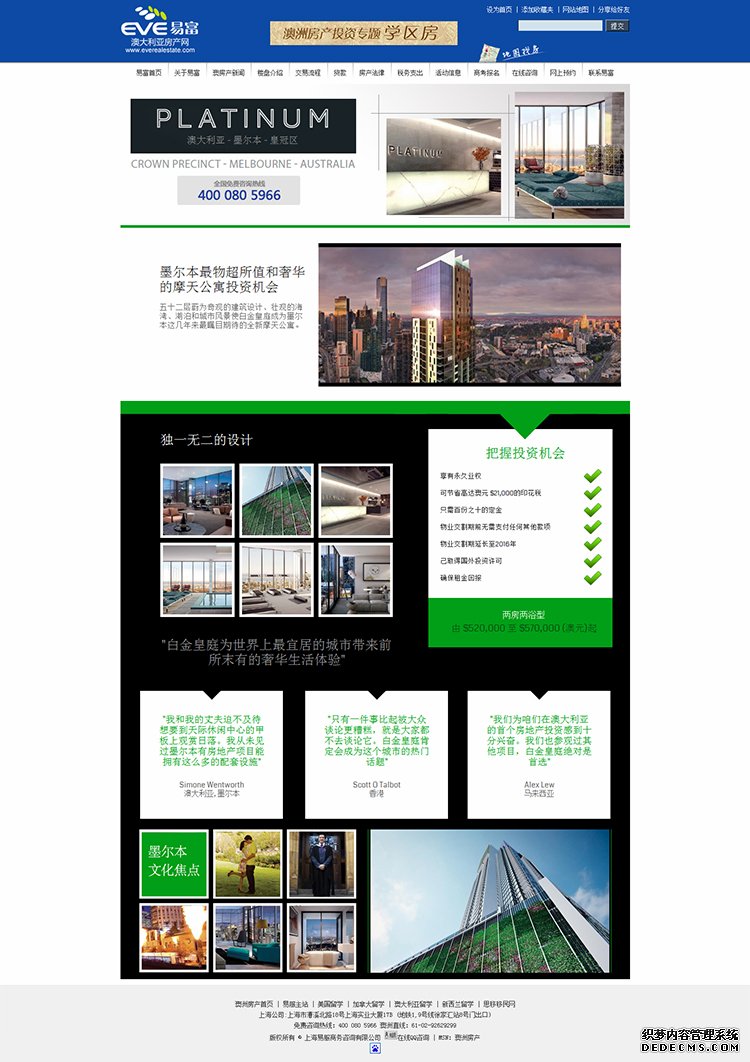 设为首页 | 添加收藏夹 | 网站地图 | 分享给好友
EVE易富
澳大利亚房产网
www.everealestate.com
澳洲房产投资专题 学区房
提交
地图搜房
易富首页 关于易富 澳房产新闻 楼盘介绍 交易流程 贷款 房产法律 税务支出 活动信息 商考报名 在线咨询 网上预约 联系易富
PLATINUM
澳大利亚 - 墨尔本 - 皇冠区
CROWN PRECINCT - MELBOURNE - AUSTRALIA
全国免费咨询热线
400 080 5966
PLATINUM
墨尔本最物超所值和奢华
的摩天公寓投资机会
五十二层蔚为奇观的建筑设计、壮观的海
湾、湖泊和城市风景使白金皇庭成为墨尔
本这几年来最瞩目期待的全新摩天公寓。
独一无二的设计
把握投资机会
享有永久业权
可节省高达澳元 $21,000的印花税
只需百份之十的定金
物业交割期前无需支付任何其他款项
物业交割期延长至2016年
已取得国外投资许可
确保租金回报
两房两浴型
由 $520,000 至 $570,000 (澳元)起
"白金皇庭为世界上最宜居的城市带来前
所未有的奢华生活体验"
"我和我的丈夫迫不及待
想要到天际休闲中心的甲
板上观赏日落。我从未见
过墨尔本有房地产项目能
拥有这么多的配套设施"
Simone Wentworth
澳大利亚, 墨尔本
"只有一件事比起被大众
谈论更糟糕，就是大家都
不去谈论它。白金皇庭肯
定会成为这个城市的热门
话题"
Scott O Talbot
香港
"我们为咱们在澳大利亚
的首个房地产投资感到十
分兴奋。我们也参观过其
他项目，白金皇庭绝对是
首选"
Alex Lew
马来西亚
墨尔本
文化焦点
澳洲房产首页 | 易服主站 | 美国留学 | 加拿大留学 | 澳大利亚留学 | 新西兰留学 | 思移移民网
上海公司:上海市漕溪北路18号上海实业大厦17B (地铁1,9号线徐家汇站8号门出口)
免费咨询热线: 400 080 5966 澳洲直线: 61-02-92629299
版权所有 © 上海易服商务咨询有限公司 在线QQ咨询 | MSN: 澳洲房产
织梦内容管理系统
DEDECMS.COM